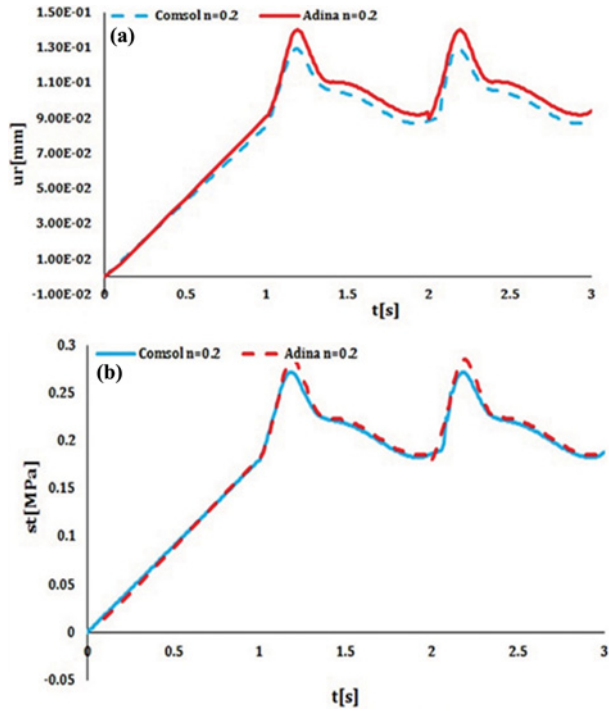 1.50E-01
Comsol n=0.2
Adina n=0.2
(a)
1.30E-01
1.10E-01
9.00E-02
7.00E-02
5.00E-02
3.00E-02
1.00E-02
-1.00E-02
ur[mm]
0
0.5
1
1.5
2
2.5
3
t[s]
0.3
Comsol n=0.2
Adina n=0.2
(b)
0.25
0.2
0.15
0.1
0.05
0
-0.05
st[MPa]
0
0.5
1
1.5
2
2.5
3
t[s]